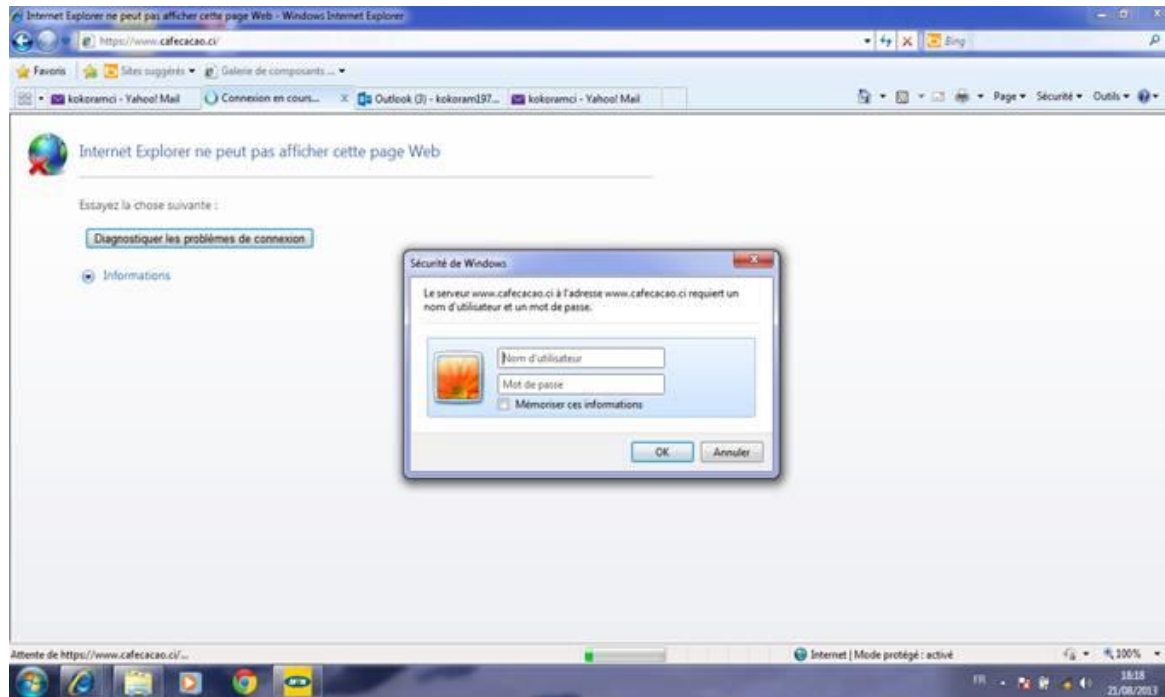 Internet Explorer ne peut pas afficher cette page Web - Windows Internet Explorer
https://www.cafecacao.ci/
Bing
Favoris Sites suggérés Galerie de composants ...
kokoramci - Yahoo! Mail Connexion en cours... Outlook (3) - kokoram197... kokoramci - Yahoo! Mail
Page Sécurité Outils
Internet Explorer ne peut pas afficher cette page Web
Essayez la chose suivante :
Diagnostiquer les problèmes de connexion
Informations
Sécurité de Windows
Le serveur www.cafecacao.ci à l'adresse www.cafecacao.ci requiert un
nom d'utilisateur et un mot de passe.
Nom d'utilisateur
Mot de passe
Mémoriser ces informations
OK Annuler
Attente de https://www.cafecacao.ci/...
Internet | Mode protégé : activé
100%
FR
18:18
21/08/2013